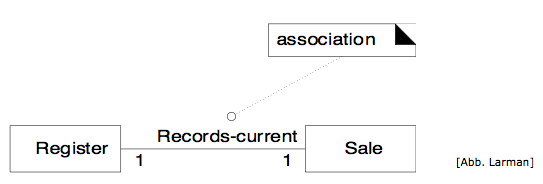 association
Records-current
Register
Sale
1
1
[Abb. Larman]